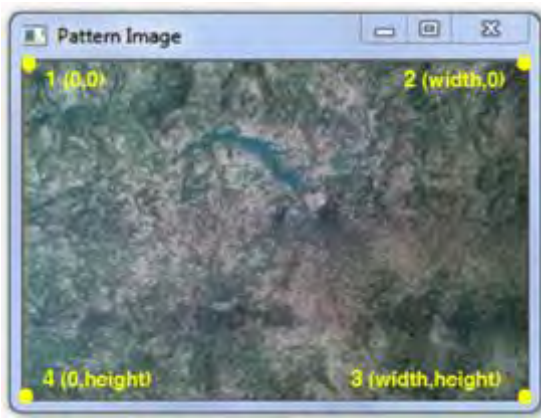 Pattern Image
1 (0,0)
2 (width,0)
4 (0,height)
3 (width,height)